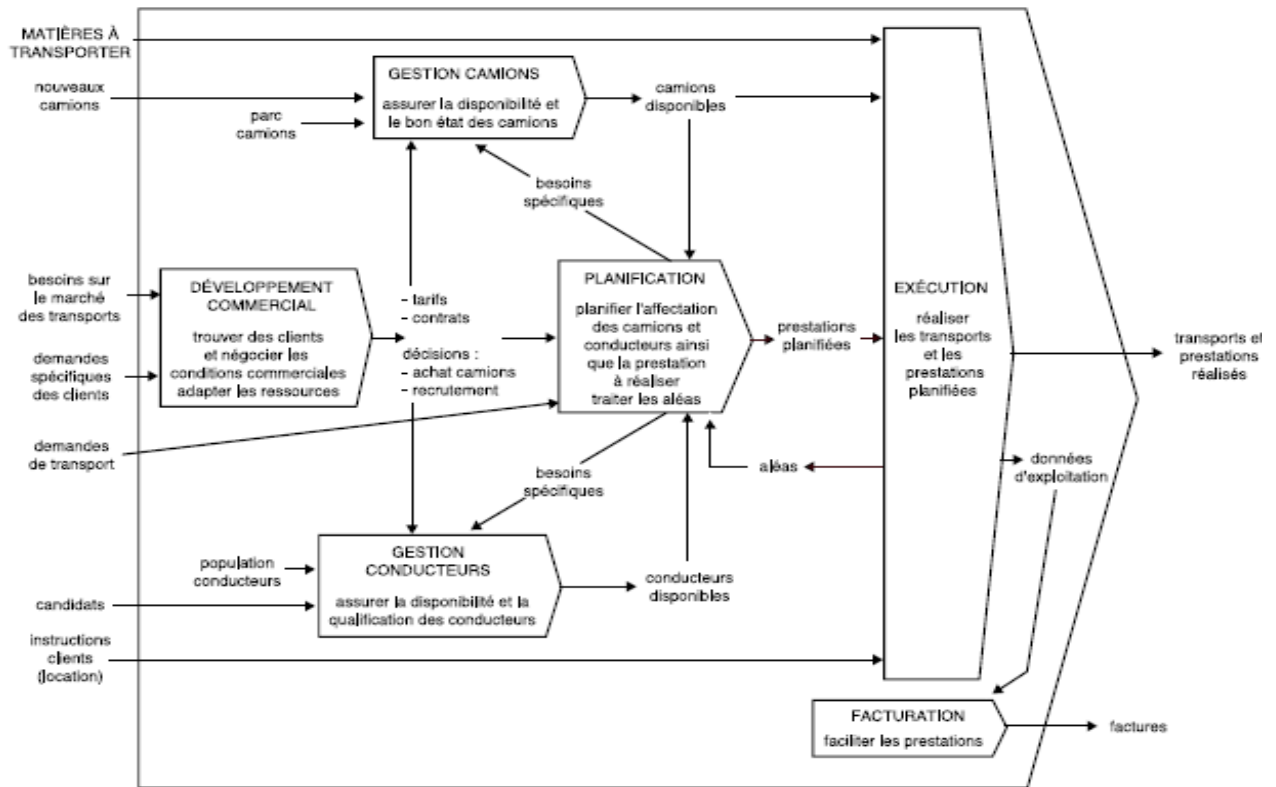 MATIÈRES À
TRANSPORTER
nouveaux
camions
parc
camions
GESTION CAMIONS
assurer la disponibilité et
le bon état des camions
camions
disponibles
besoins
spécifiques
besoins sur
le marché
des transports
demandes
spécifiques
des clients
DÉVELOPPEMENT
COMMERCIAL
trouver des clients
et négocier les
conditions commerciales
adapter les ressources
– tarifs
– contrats
décisions :
– achat camions
– recrutement
PLANIFICATION
planifier l'affectation
des camions et
conducteurs ainsi
que la prestation
à réaliser
traiter les aléas
prestations
planifiées
EXÉCUTION
réaliser
les transports
et les
prestations
planifiées
transports et
prestations
réalisés
demandes
de transport
besoins
spécifiques
aléas
données
d'exploitation
population
conducteurs
candidats
GESTION
CONDUCTEURS
assurer la disponibilité et la
qualification des conducteurs
conducteurs
disponibles
instructions
clients
(location)
FACTURATION
faciliter les prestations
factures